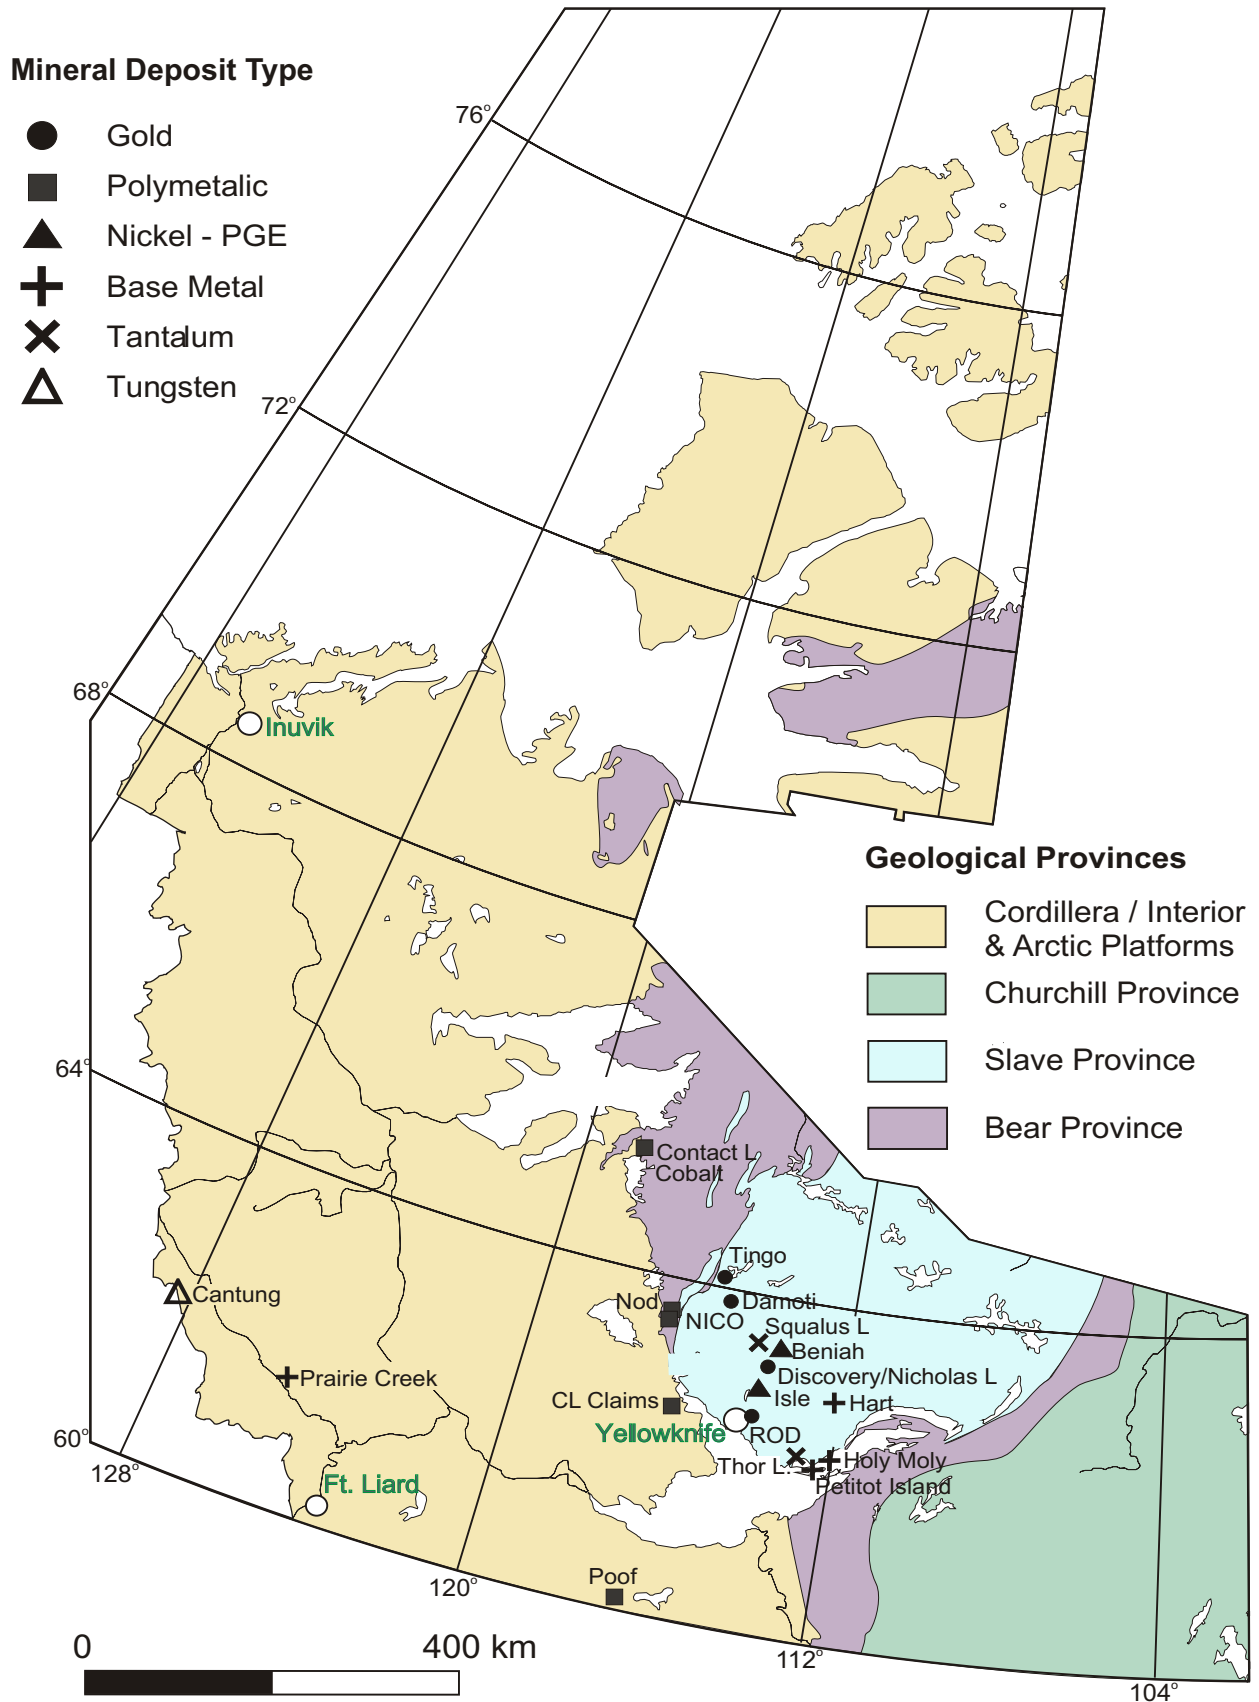 Mineral Deposit Type
Gold
Polymetalic
Nickel - PGE
Base Metal
Tantalum
Tungsten
76°
72°
68°
Inuvik
Geological Provinces
Cordillera / Interior
& Arctic Platforms
Churchill Province
Slave Province
Bear Province
64°
Contact L
Cobalt
Tingo
Cantung
Nod
Damoti
NICO
Squalus L
Beniah
Prairie Creek
Discovery/Nicholas L
CL Claims
Isle
Hart
Yellowknife
ROD
60°
128°
Thor L.
Holy Moly
Ft. Liard
Petitot Island
120°
Poof
0
400 km
112°
104°